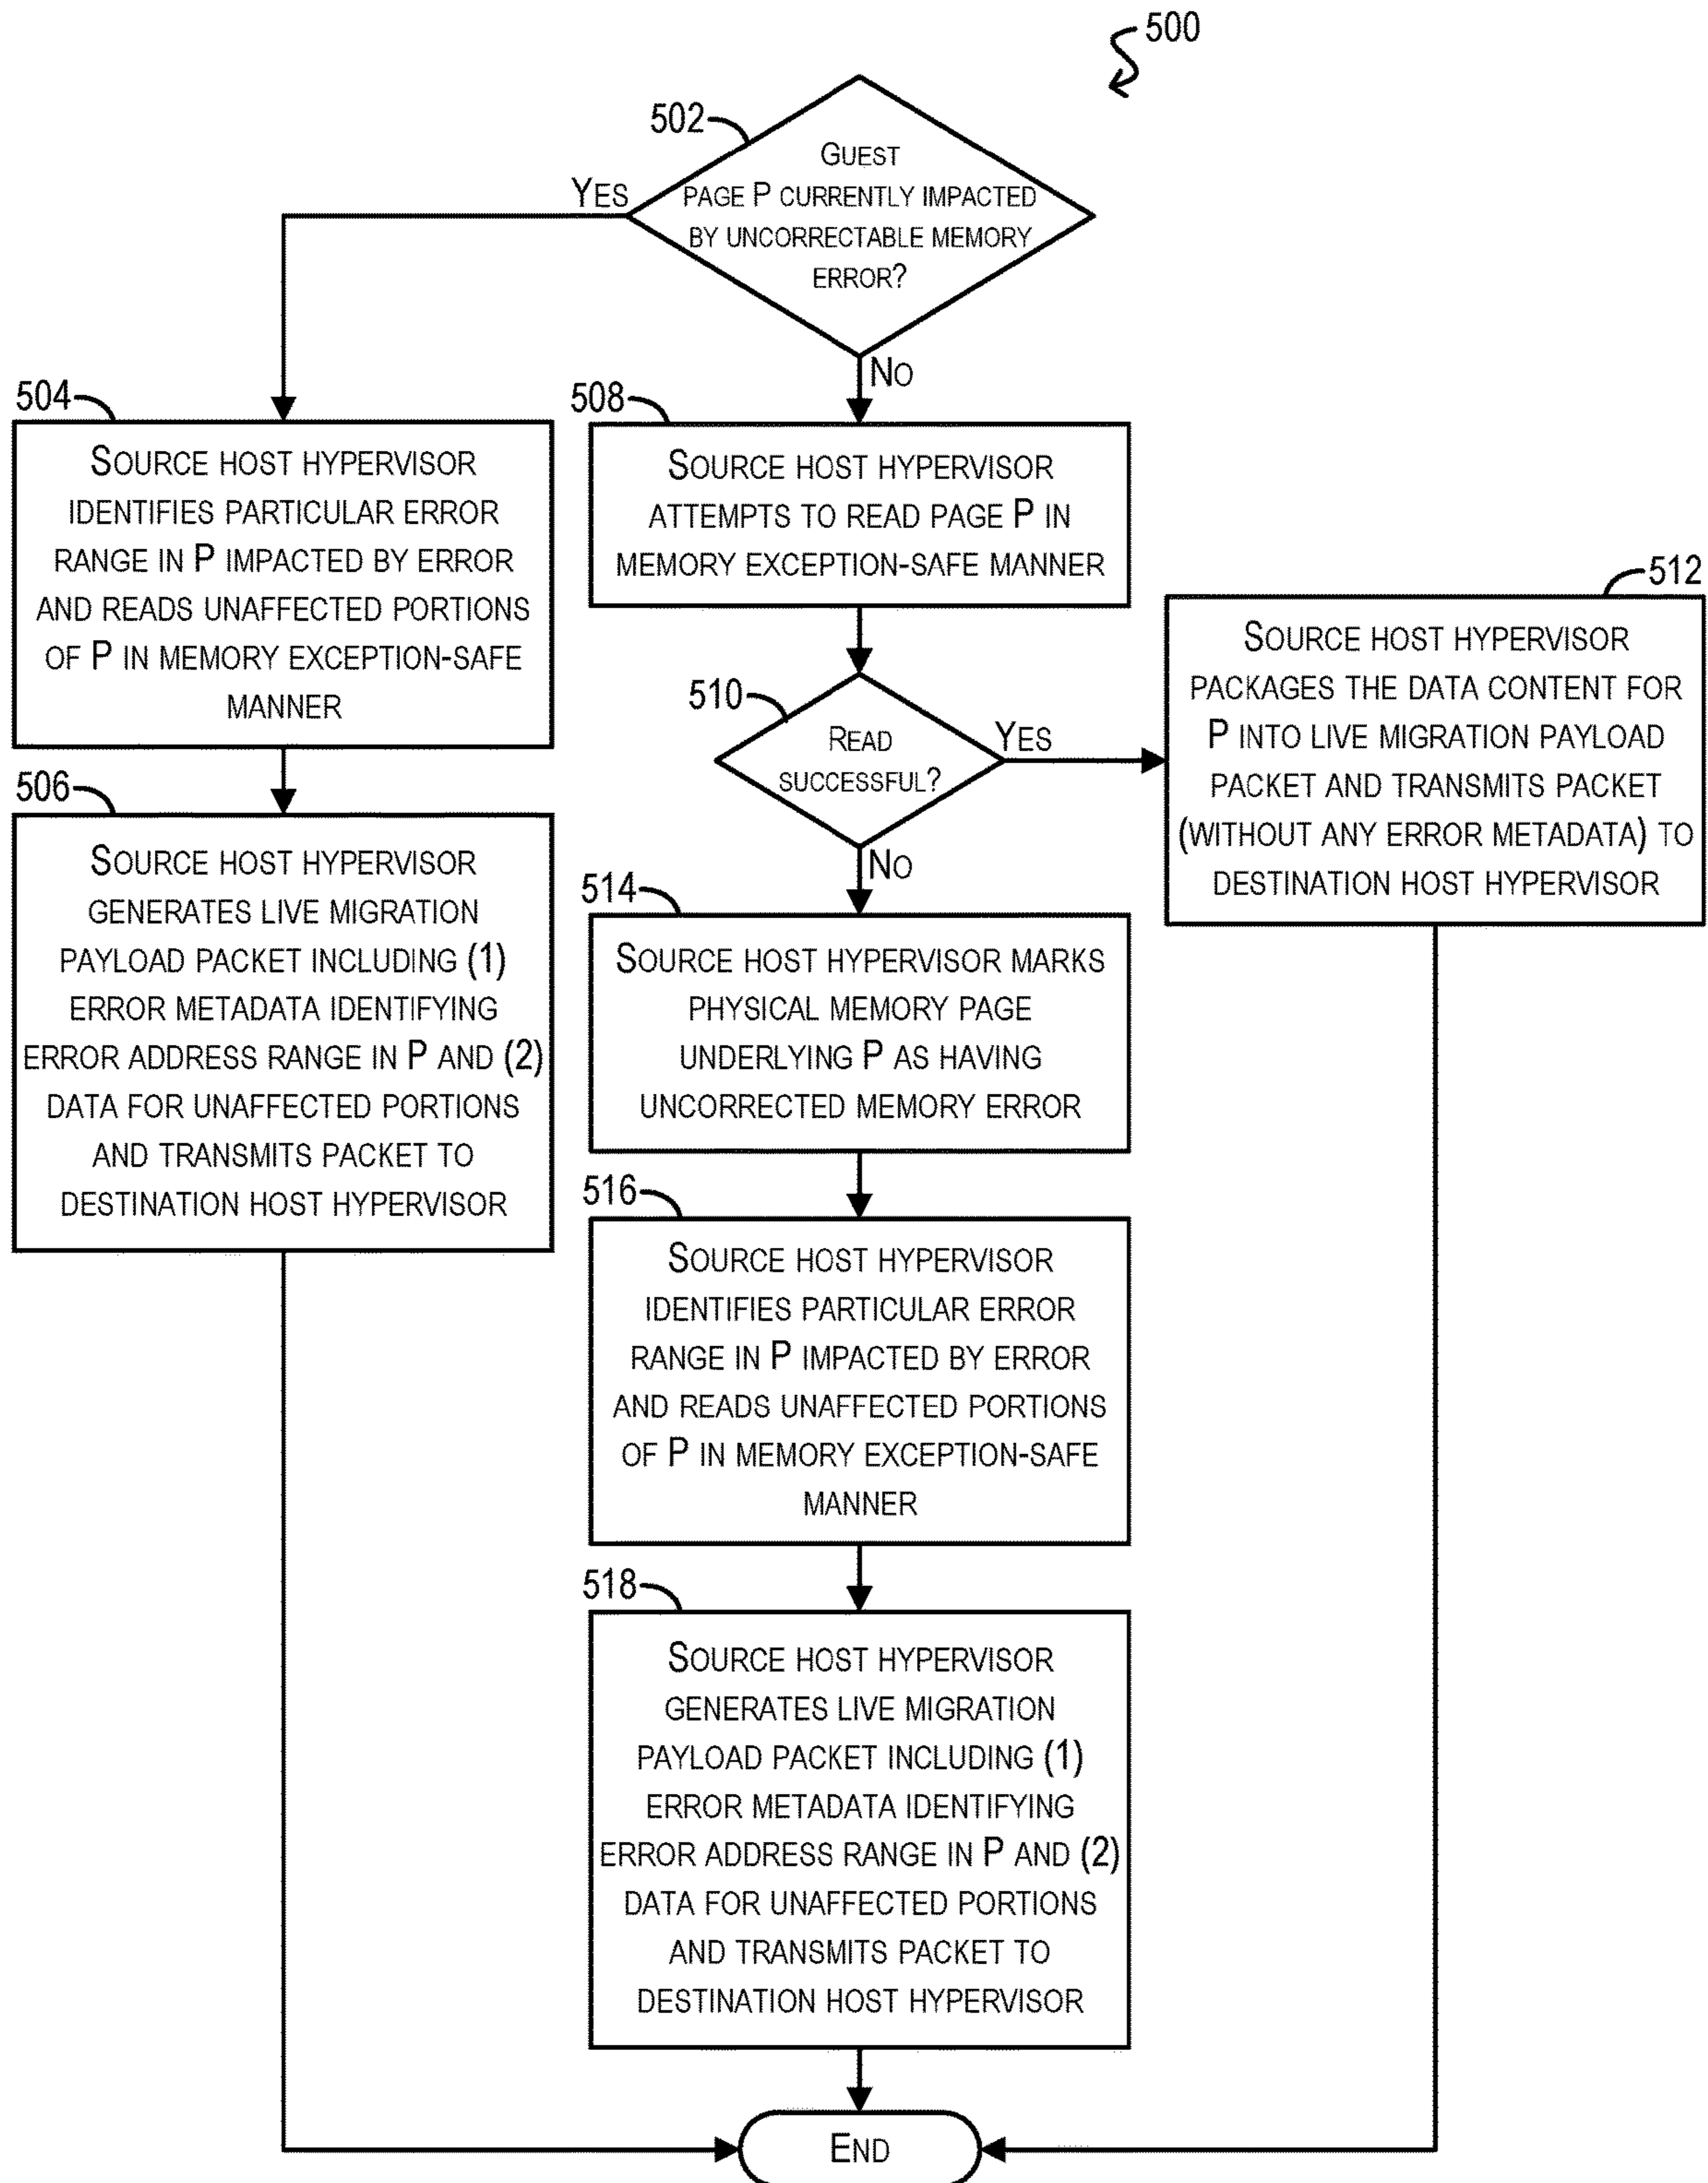 500
502
Guest
page P currently impacted
by uncorrectable memory
error?
Yes
No
504
Source host hypervisor
identifies particular error
range in P impacted by error
and reads unaffected portions
of P in memory exception-safe
manner
506
Source host hypervisor
generates live migration
payload packet including (1)
error metadata identifying
error address range in P and (2)
data for unaffected portions
and transmits packet to
destination host hypervisor
508
Source host hypervisor
attempts to read page P in
memory exception-safe manner
510
Read
successful?
Yes
No
512
Source host hypervisor
packages the data content for
P into live migration payload
packet and transmits packet
(without any error metadata) to
destination host hypervisor
514
Source host hypervisor marks
physical memory page
underlying P as having
uncorrected memory error
516
Source host hypervisor
identifies particular error
range in P impacted by error
and reads unaffected portions
of P in memory exception-safe
manner
518
Source host hypervisor
generates live migration
payload packet including (1)
error metadata identifying
error address range in P and (2)
data for unaffected portions
and transmits packet to
destination host hypervisor
End